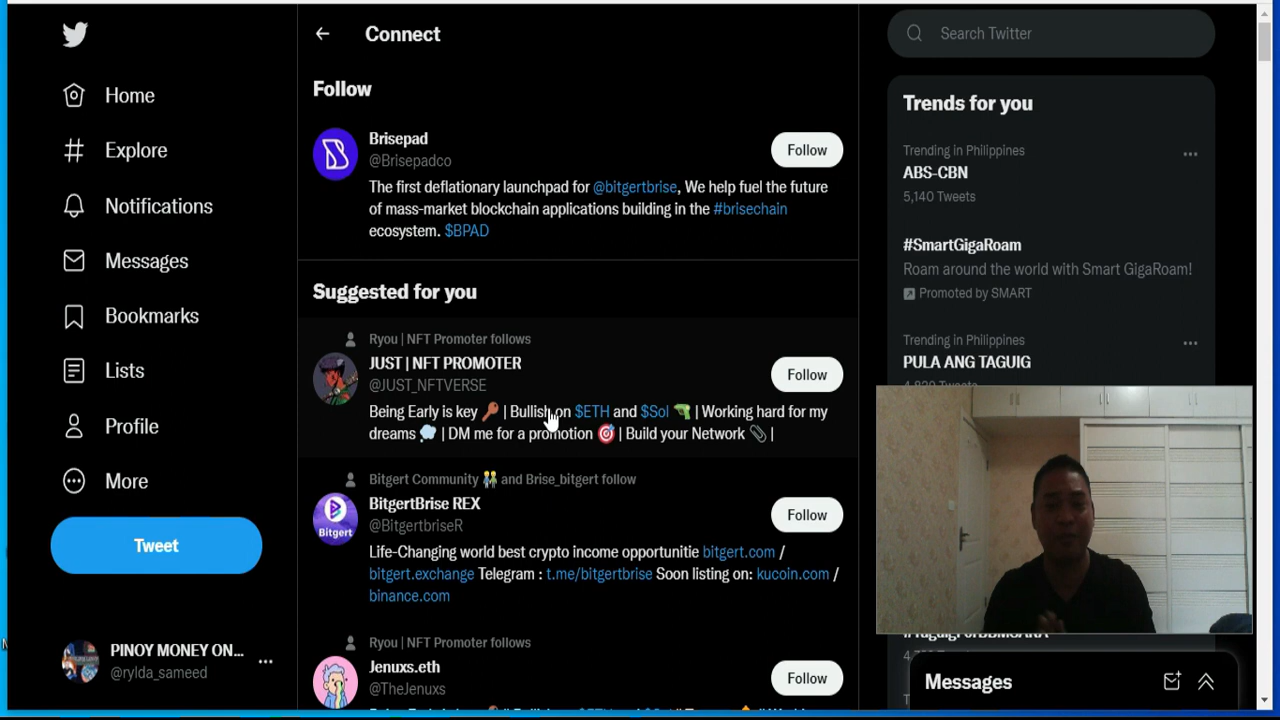 Home
Explore
Notifications
Messages
Bookmarks
Lists
Profile
More
Tweet
PINOY MONEY ON...
@rylda_sameed
Connect
Follow
Brisepad
@Brisepadco
Follow
The first deflationary launchpad for @bitgertbrise, We help fuel the future
of mass-market blockchain applications building in the #brisechain
ecosystem. $BPAD
Suggested for you
Ryou | NFT Promoter follows
JUST | NFT PROMOTER
@JUST_NFTVERSE
Follow
Being Early is key 🔑 | Bullish on $ETH and $Sol 🔫 | Working hard for my
dreams 💭 | DM me for a promotion 🎯 | Build your Network 📎 |
Bitgert Community 👬 and Brise_bitgert follow
BitgertBrise REX
@BitgertbriseR
Bitgert
Follow
Life-Changing world best crypto income opportunitie bitgert.com /
bitgert.exchange Telegram : t.me/bitgertbrise Soon listing on: kucoin.com /
binance.com
Ryou | NFT Promoter follows
Jenuxs.eth
@TheJenuxs
Follow
Search Twitter
Trends for you
Trending in Philippines
ABS-CBN
5,140 Tweets
#SmartGigaRoam
Roam around the world with Smart GigaRoam!
Promoted by SMART
Trending in Philippines
PULA ANG TAGUIG
Messages